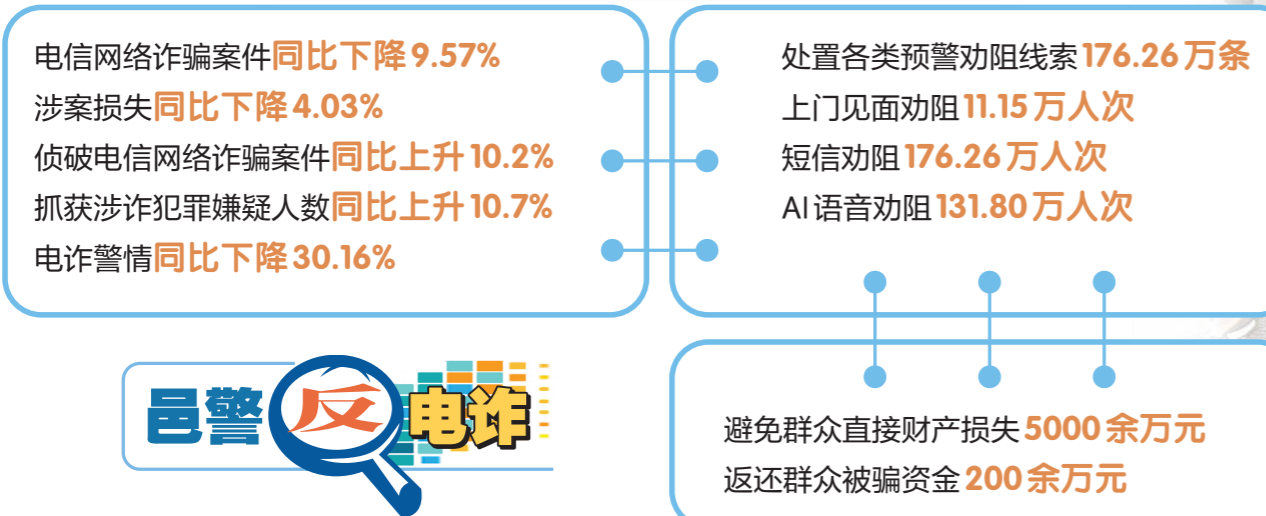 电信网络诈骗案件同比下降9.57%
涉案损失同比下降4.03%
侦破电信网络诈骗案件同比上升10.2%
抓获涉诈犯罪嫌疑人数同比上升10.7%
电诈警情同比下降30.16%
处置各类预警劝阻线索176.26万条
上门见面劝阻11.15万人次
短信劝阻176.26万人次
AI语音劝阻131.80万人次
邑警反电诈
避免群众直接财产损失5000余万元
返还群众被骗资金200余万元